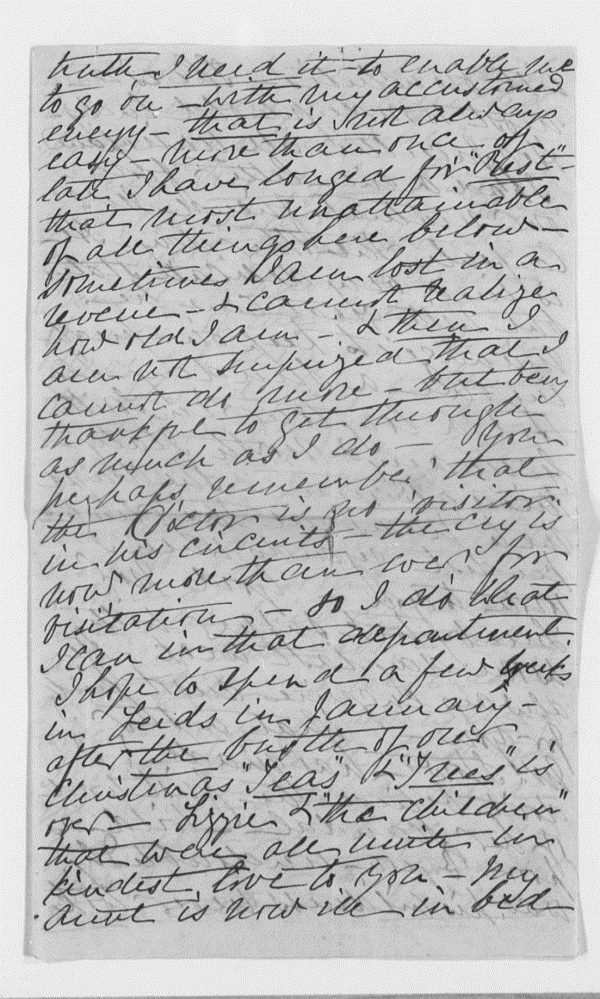 truth I need it - to enable me
to go on - with my accustomed
energy - that is not always
easy - more than once of
late I have longed for "Rest" -
that most unattainable
of all things here below -
Sometimes I am lost in a
reverie - & cannot realize
how old I am - & then I
am not surprized that I
cannot do more - but being
thankful to get through
as much as I do - You
perhaps remember that
the Doctor is no 'visitor'
in his circuits - the cry is
now more than ever for
visitation - so I do what
I can in that department
I hope to spend a few weeks
in Leeds in January -
after the bustle of our
Christmas "Teas" & "Trees" is
over - Lizzie & "the children"
that were all unite in
kindest love to you - My
aunt is now ill in bed